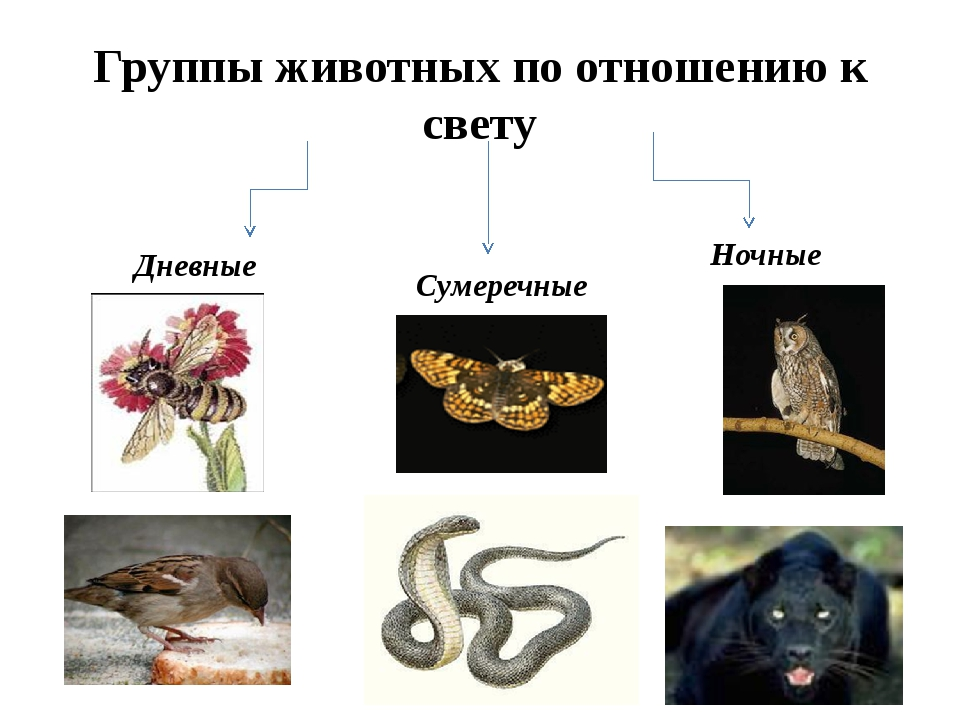 Группы животных по отношению к
свету
Дневные
Сумеречные
Ночные